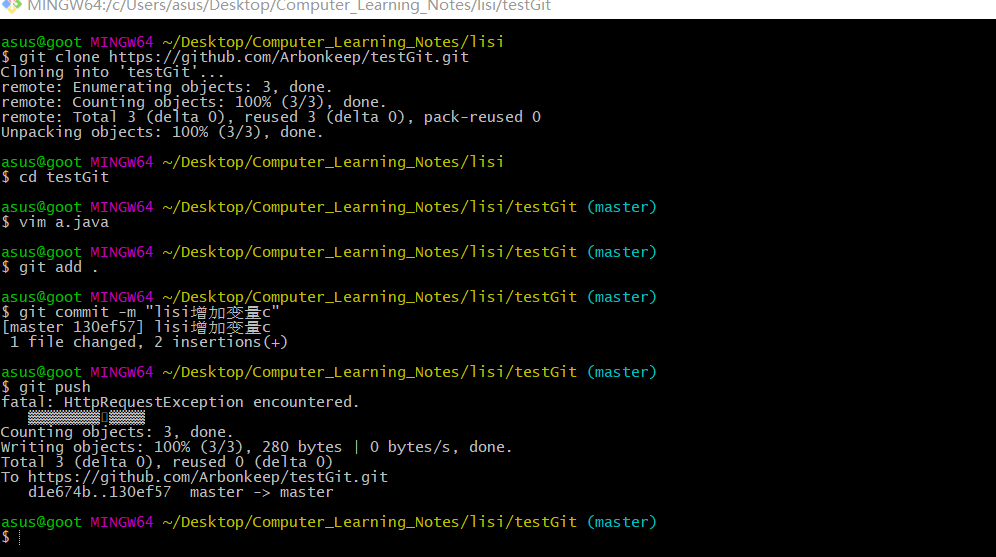 MINGW64:/c/Users/asus/Desktop/Computer_Learning_Notes/lisi/testGit
asus@goot MINGW64 ~/Desktop/Computer_Learning_Notes/lisi
$ git clone https://github.com/Arbonkeep/testGit.git
Cloning into 'testGit'...
remote: Enumerating objects: 3, done.
remote: Counting objects: 100% (3/3), done.
remote: Total 3 (delta 0), reused 3 (delta 0), pack-reused 0
Unpacking objects: 100% (3/3), done.
asus@goot MINGW64 ~/Desktop/Computer_Learning_Notes/lisi
$ cd testGit
asus@goot MINGW64 ~/Desktop/Computer_Learning_Notes/lisi/testGit (master)
$ vim a.java
asus@goot MINGW64 ~/Desktop/Computer_Learning_Notes/lisi/testGit (master)
$ git add .
asus@goot MINGW64 ~/Desktop/Computer_Learning_Notes/lisi/testGit (master)
$ git commit -m "lisi增加变量c"
[master 130ef57] lisi增加变量c
1 file changed, 2 insertions(+)
asus@goot MINGW64 ~/Desktop/Computer_Learning_Notes/lisi/testGit (master)
$ git push
fatal: HttpRequestException encountered.
Counting objects: 3, done.
Writing objects: 100% (3/3), 280 bytes | 0 bytes/s, done.
Total 3 (delta 0), reused 0 (delta 0)
To https://github.com/Arbonkeep/testGit.git
d1e674b..130ef57 master -> master
asus@goot MINGW64 ~/Desktop/Computer_Learning_Notes/lisi/testGit (master)
$